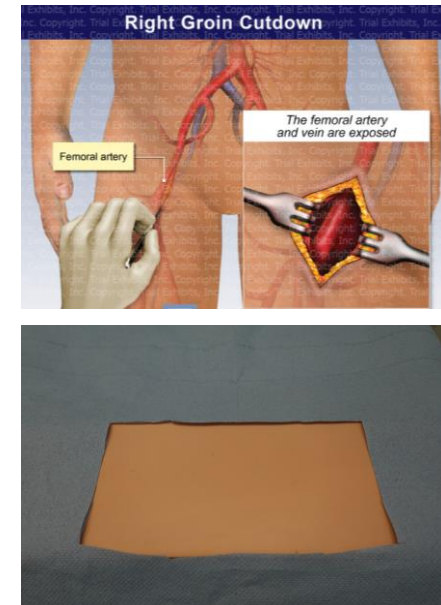 Right Groin Cutdown
The femoral artery
and vein are exposed
Femoral artery